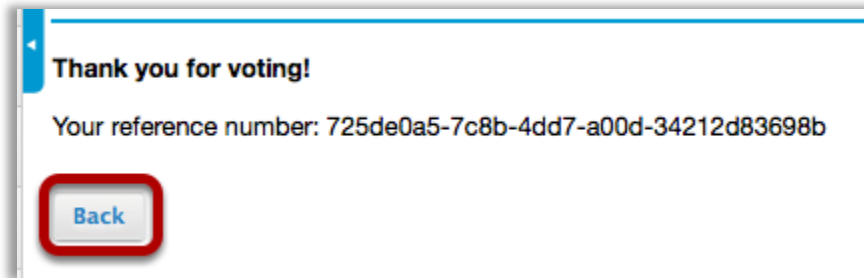 Thank you for voting!
Your reference number: 725de0a5-7c8b-4dd7-a00d-34212d83698b
Back